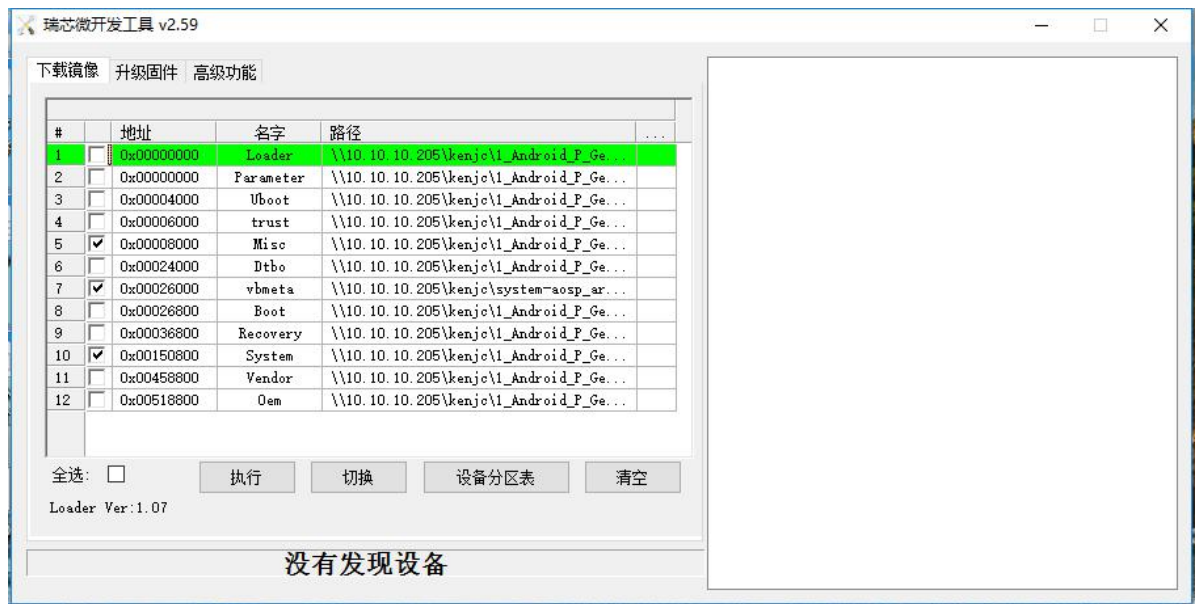 瑞芯微开发工具 v2.59
下载镜像 升级固件 高级功能
# 地址 名字 路径 ...
1 0x00000000 Loader \\10.10.10.205\kenjc\1_Android_P_Ge...
2 0x00000000 Parameter \\10.10.10.205\kenjc\1_Android_P_Ge...
3 0x00004000 Uboot \\10.10.10.205\kenjc\1_Android_P_Ge...
4 0x00006000 trust \\10.10.10.205\kenjc\1_Android_P_Ge...
5 0x00008000 Misc \\10.10.10.205\kenjc\1_Android_P_Ge...
6 0x00024000 Dtbo \\10.10.10.205\kenjc\1_Android_P_Ge...
7 0x00026000 vbmeta \\10.10.10.205\kenjc\system-aosp_ar...
8 0x00026800 Boot \\10.10.10.205\kenjc\1_Android_P_Ge...
9 0x00036800 Recovery \\10.10.10.205\kenjc\1_Android_P_Ge...
10 0x00150800 System \\10.10.10.205\kenjc\1_Android_P_Ge...
11 0x00458800 Vendor \\10.10.10.205\kenjc\1_Android_P_Ge...
12 0x00518800 Oem \\10.10.10.205\kenjc\1_Android_P_Ge...
全选: 执行 切换 设备分区表 清空
Loader Ver:1.07
没有发现设备